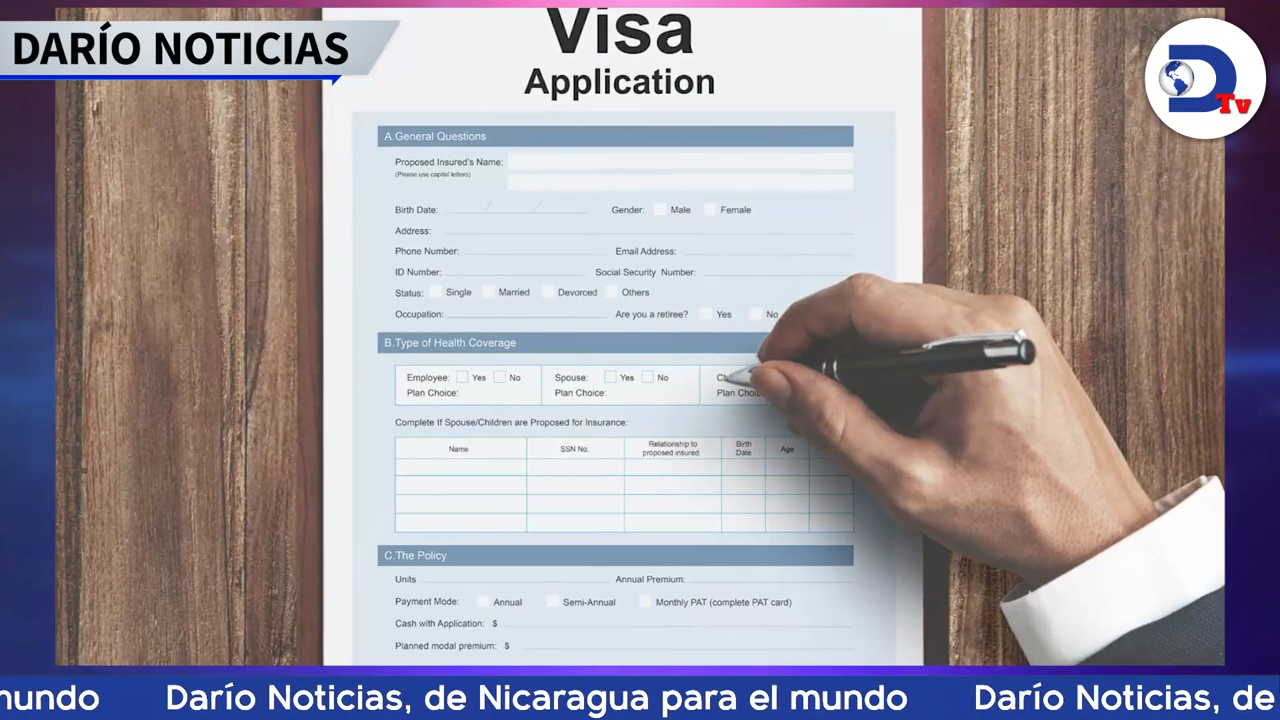 DARÍO NOTICIAS
D
Tv
Visa
Application
A.General Questions
Proposed Insured's Name:
(Please use capital letters)
Birth Date: / / Gender: Male Female
Address:
Phone Number: Email Address:
ID Number: Social Security Number:
Status: Single Married Devorced Others
Occupation: Are you a retiree? Yes No
B.Type of Health Coverage
Employee: Yes No Spouse: Yes No
Plan Choice: Plan Choice: Plan
Complete If Spouse/Children are Proposed for Insurance:
Name SSN No. Relationship to proposed insured Birth Date Age
C.The Policy
Units Annual Premium:
Payment Mode: Annual Semi-Annual Monthly PAT (complete PAT card)
Cash with Application: $
Planned modal premium: $
mundo Darío Noticias, de Nicaragua para el mundo Darío Noticias, de